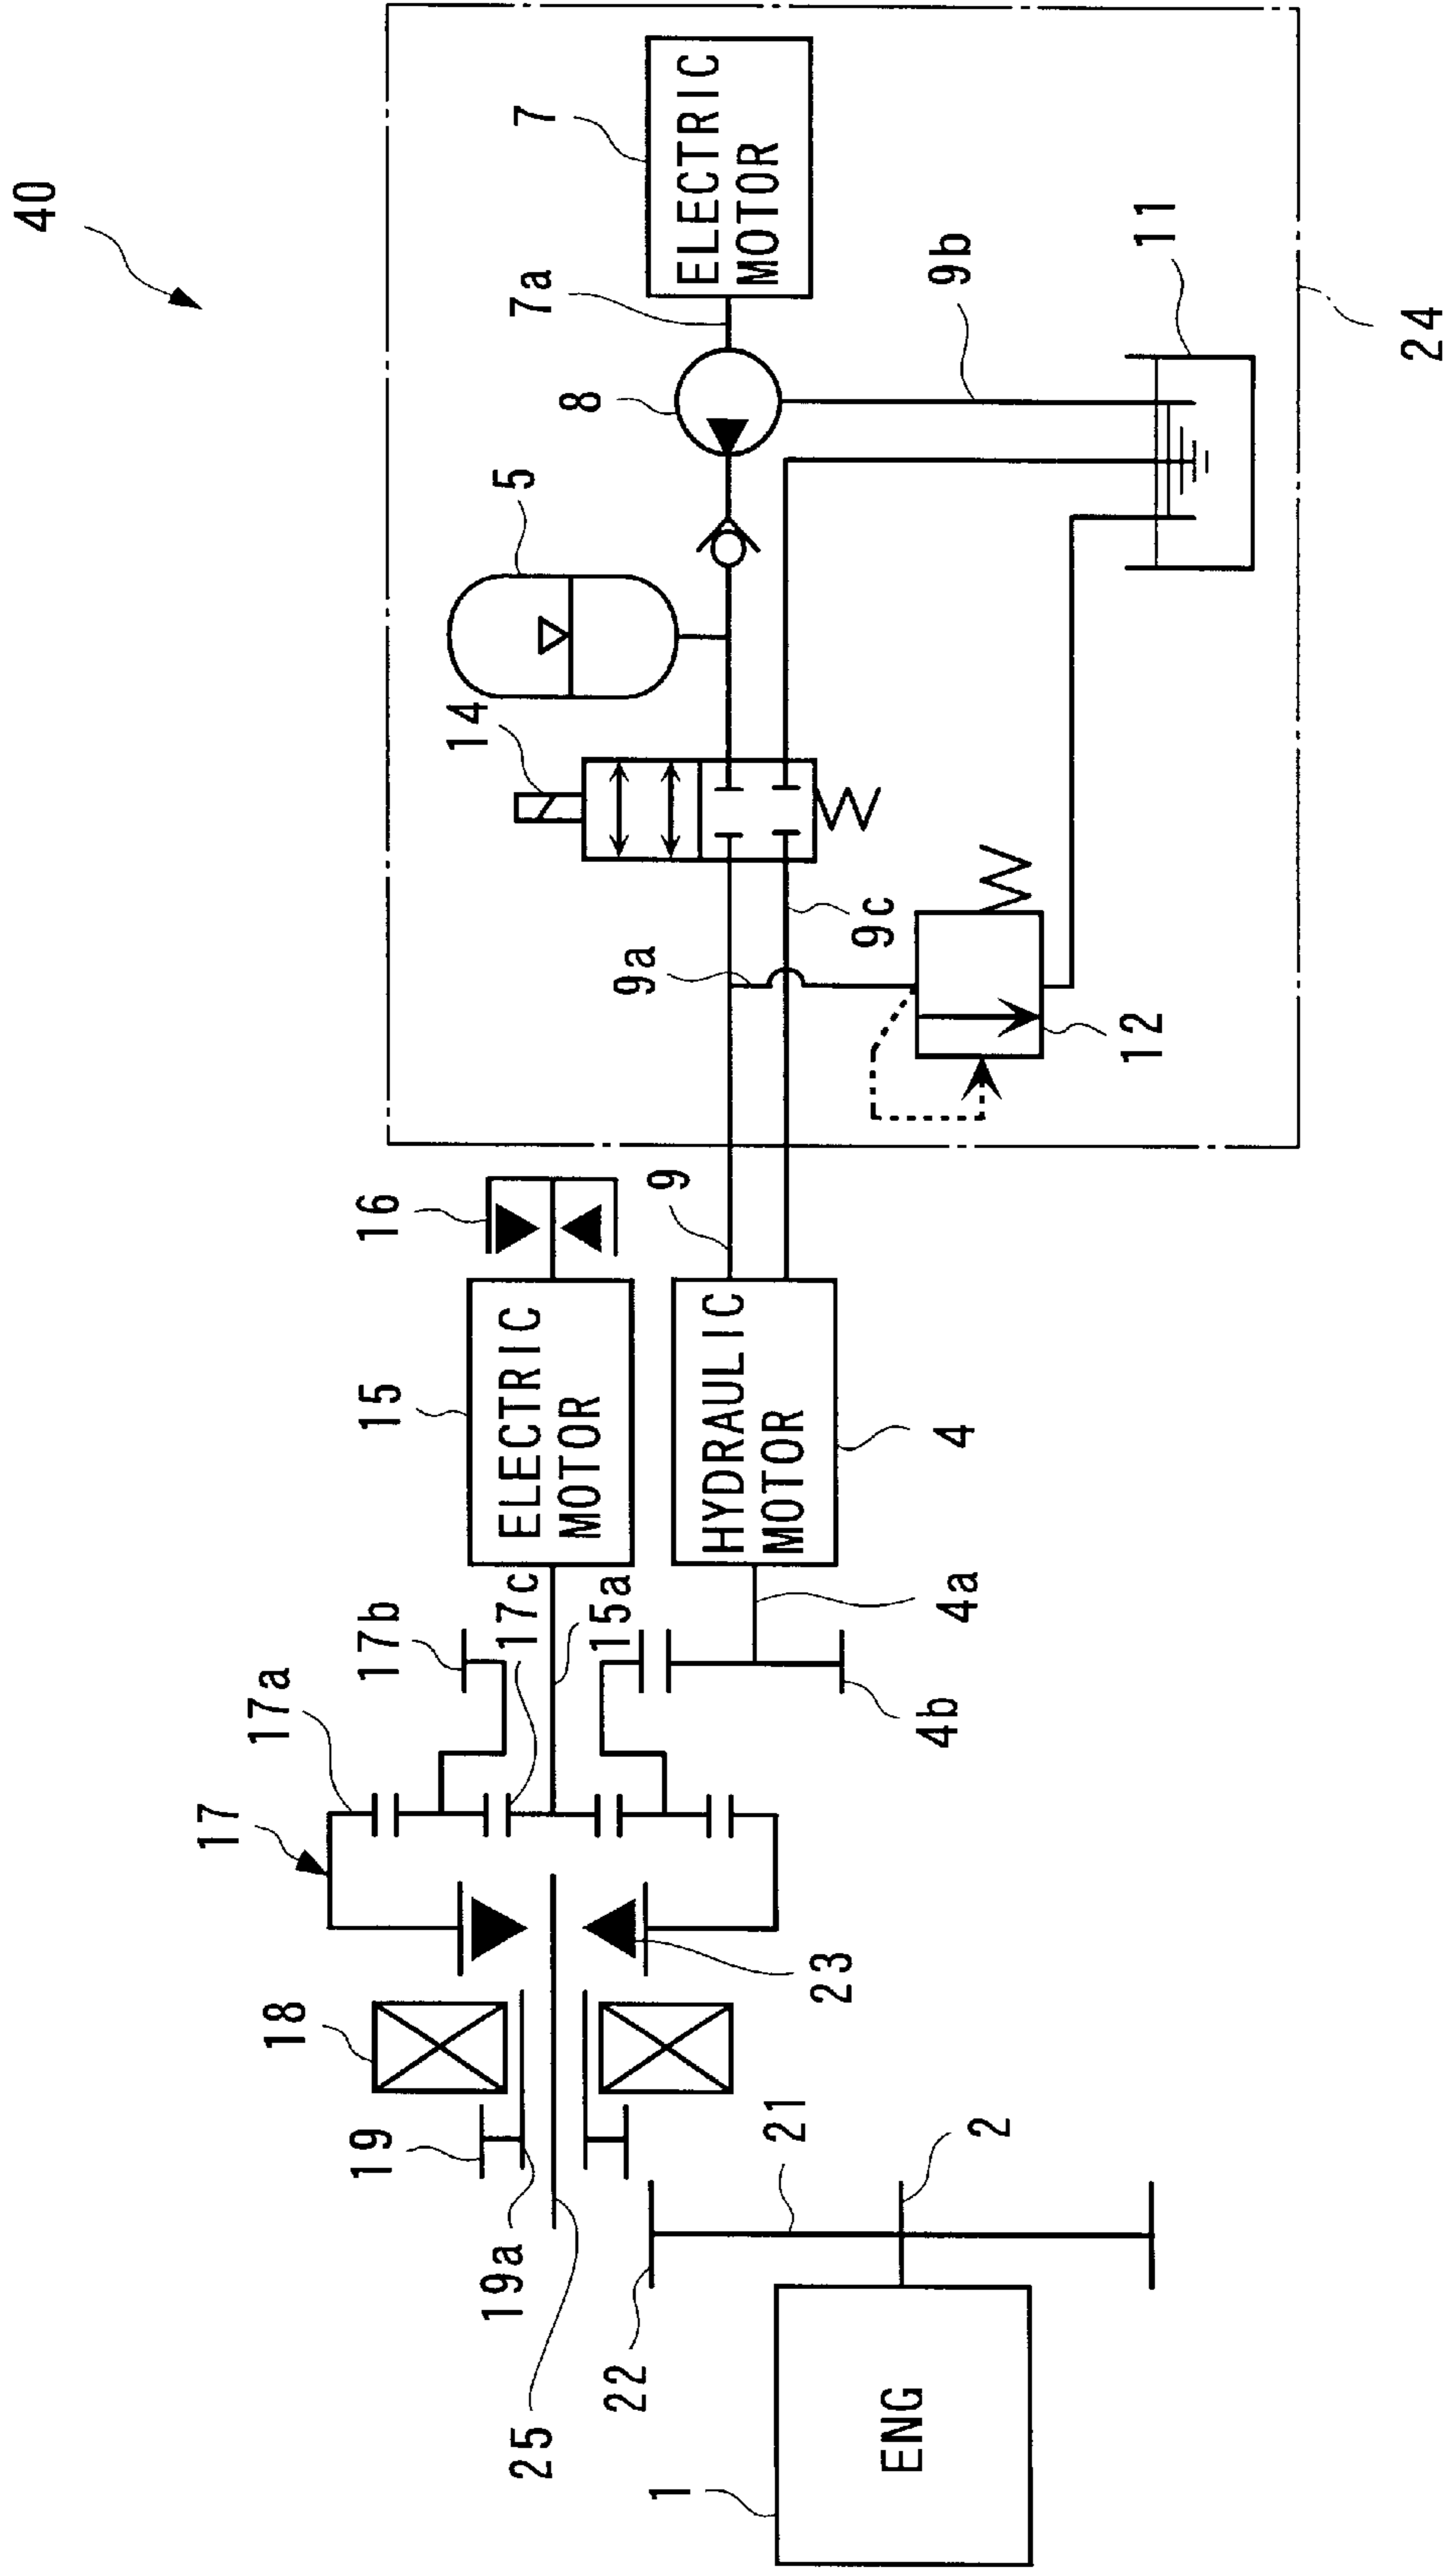 40
17
17a
17b
17c
15a
15
16
14
5
8
7a
7
ELECTRIC
MOTOR
ELECTRIC
MOTOR
HYDRAULIC
MOTOR
18
19
19a
25
23
4b
4a
4
9
9a
9c
12
9b
11
24
1
ENG
22
21
2